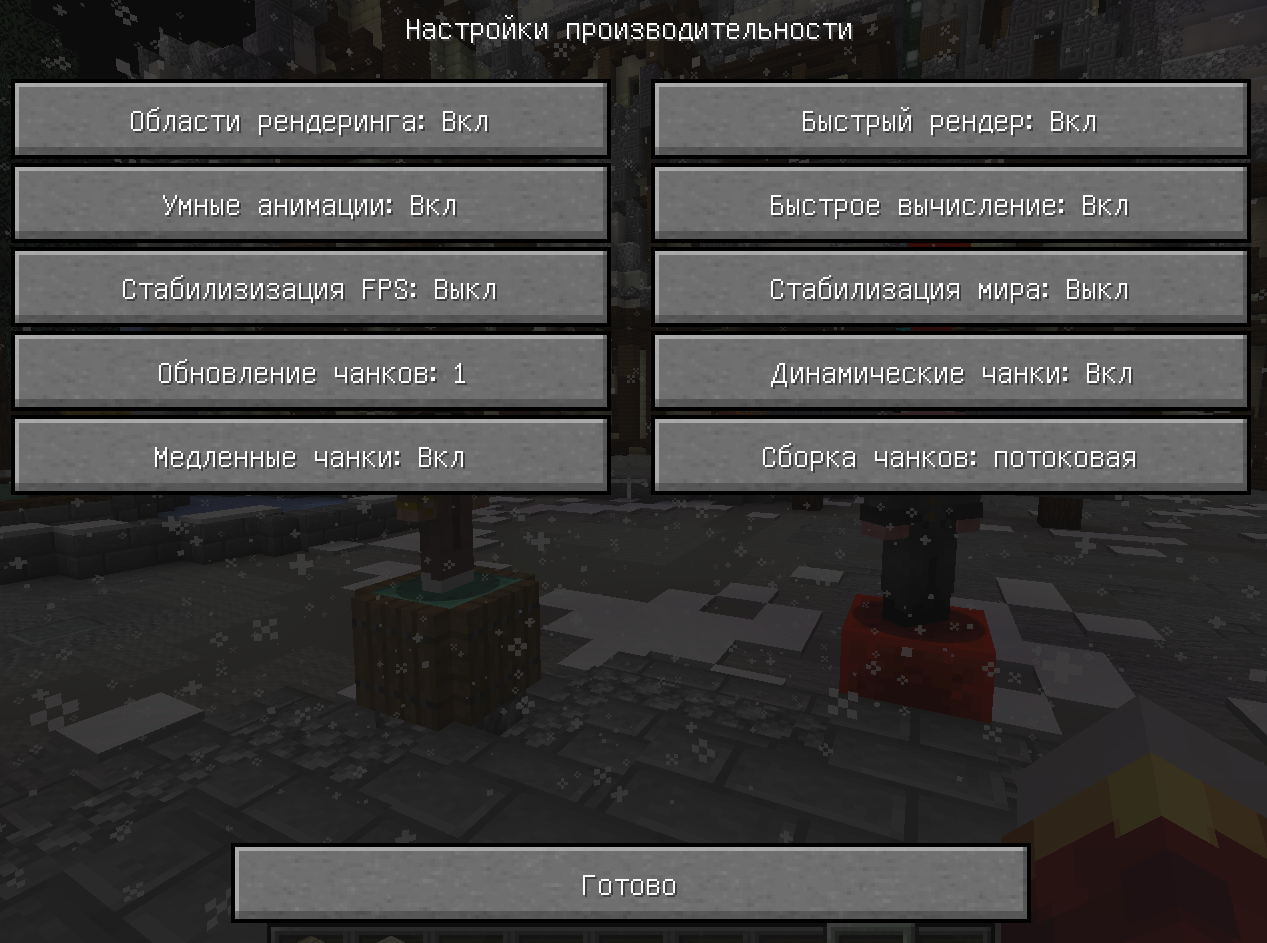 Настройки производительности
Области рендеринга: Вкл
Быстрый рендер: Вкл
Умные анимации: Вкл
Быстрое вычисление: Вкл
Стабилизизация FPS: Выкл
Стабилизация мира: Выкл
Обновление чанков: 1
Динамические чанки: Вкл
Медленные чанки: Вкл
Сборка чанков: потоковая
Готово